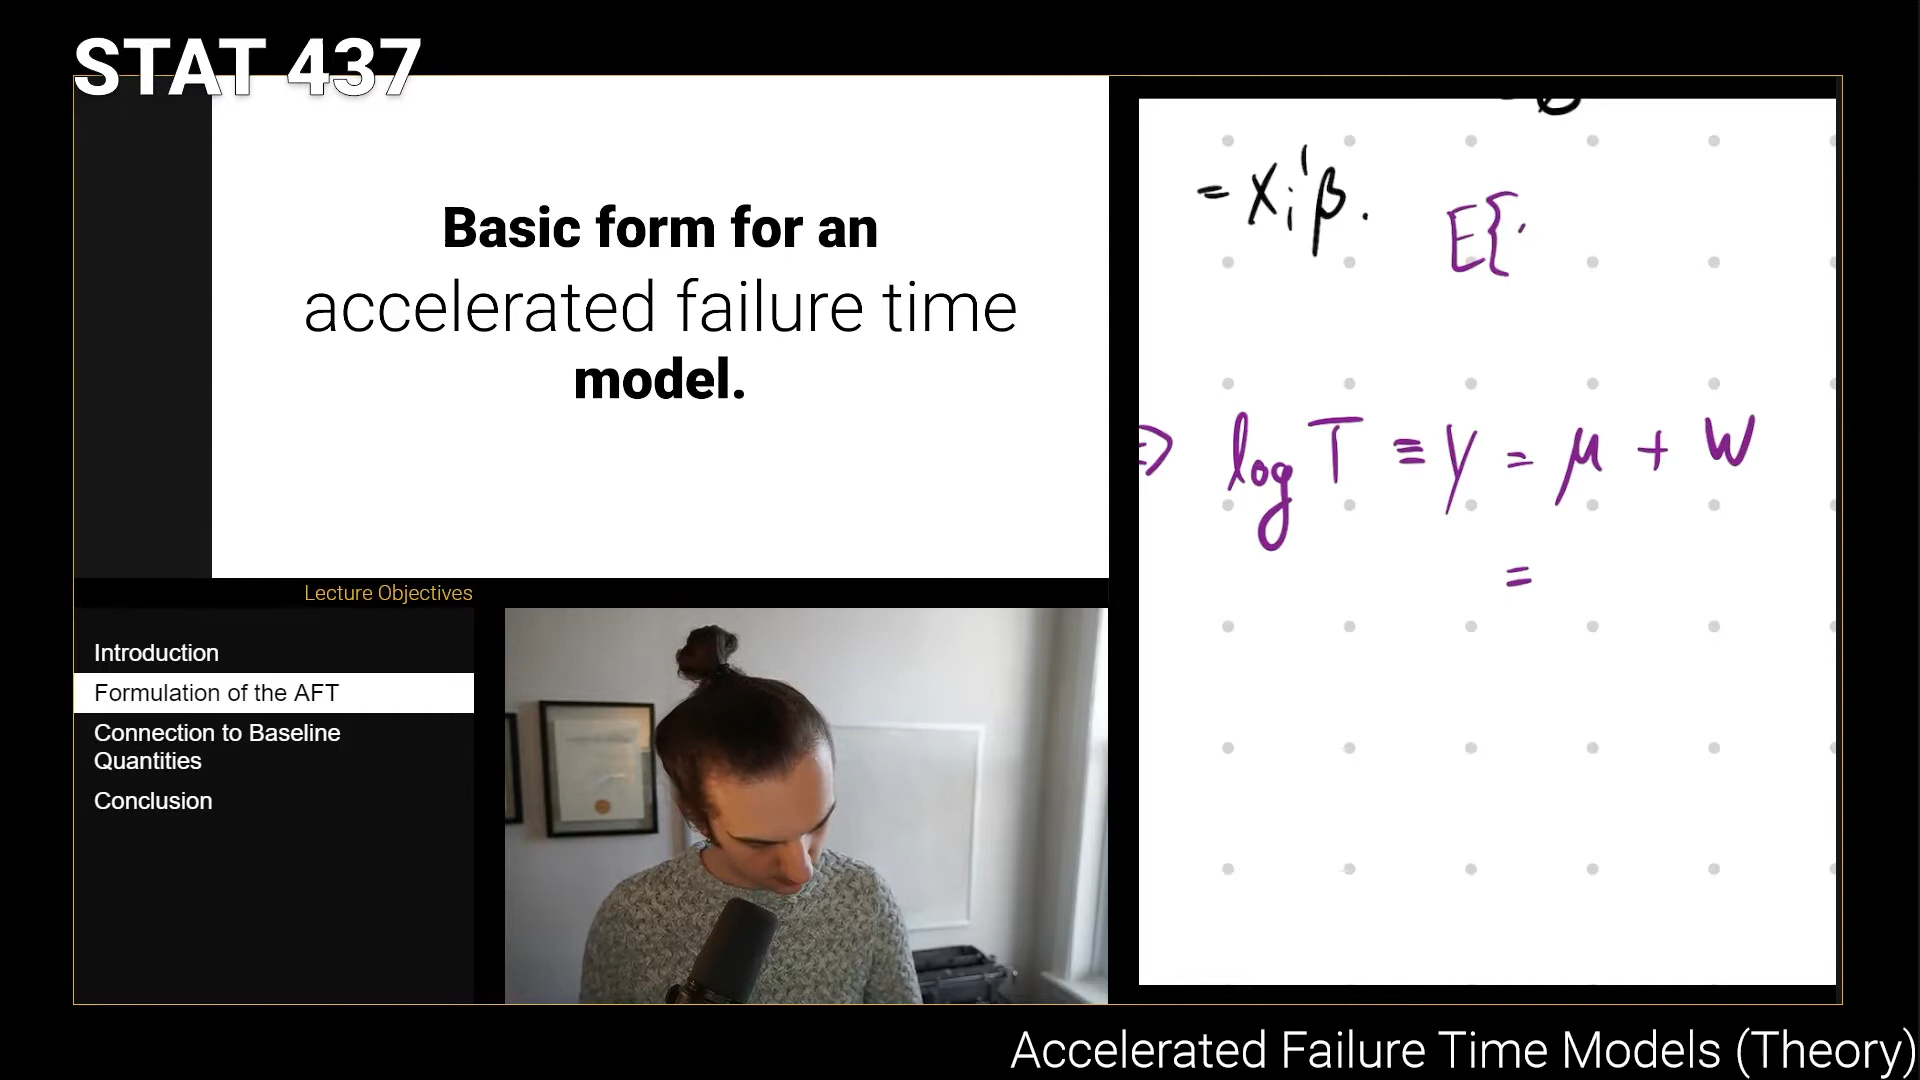 STAT 437
Basic form for an
accelerated failure time
model.
Lecture Objectives
Introduction
Formulation of the AFT
Connection to Baseline
Quantities
Conclusion
= Xi'β. E{·
⇒ log T ≡ Y = μ + W
=
Accelerated Failure Time Models (Theory)